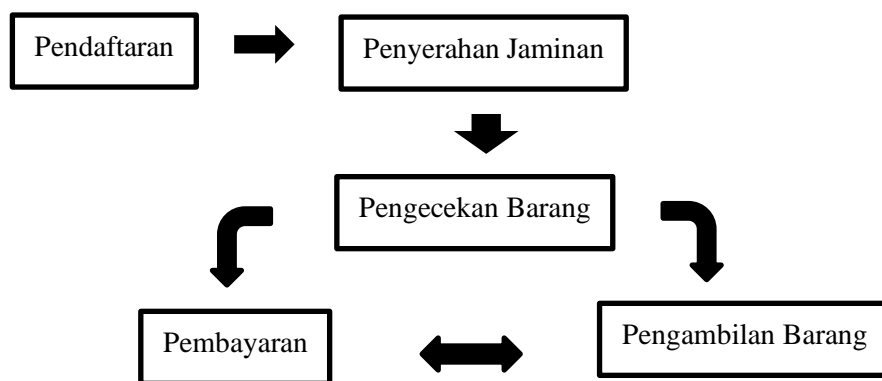 Pendaftaran
Penyerahan Jaminan
Pengecekan Barang
Pembayaran
Pengambilan Barang